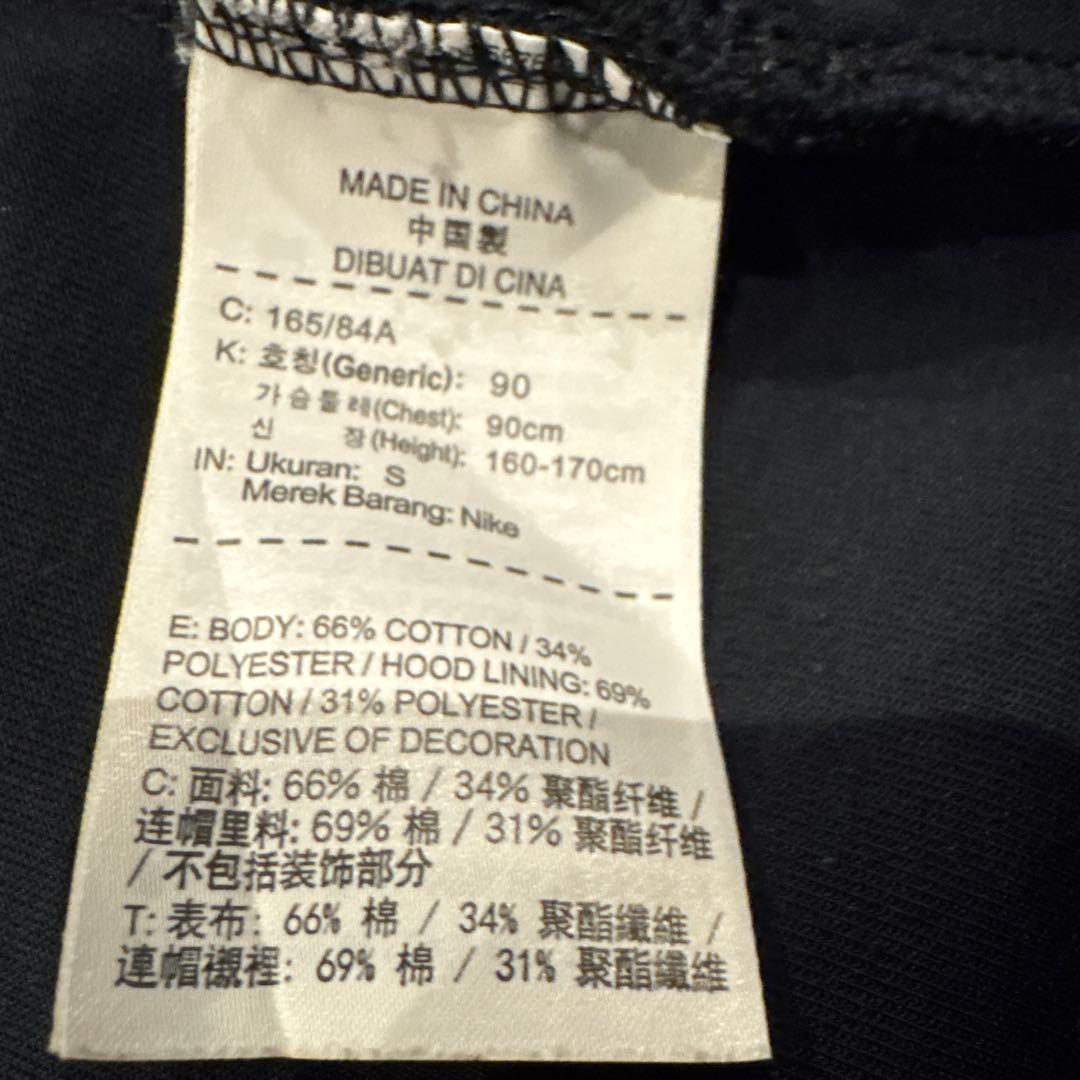 MADE IN CHINA
中国製
DIBUAT DI CINA
C: 165/84A
K: 호칭(Generic): 90
가슴둘레(Chest): 90cm
신 장(Height): 160-170cm
IN: Ukuran: S
Merek Barang: Nike
E: BODY: 66% COTTON / 34%
POLYESTER / HOOD LINING: 69%
COTTON / 31% POLYESTER /
EXCLUSIVE OF DECORATION
C: 面料: 66% 棉 / 34% 聚酯纤维 /
连帽里料: 69% 棉 / 31% 聚酯纤维
/ 不包括装饰部分
T: 表布: 66% 棉 / 34% 聚酯纖維 /
連帽襯裡: 69% 棉 / 31% 聚酯纖維